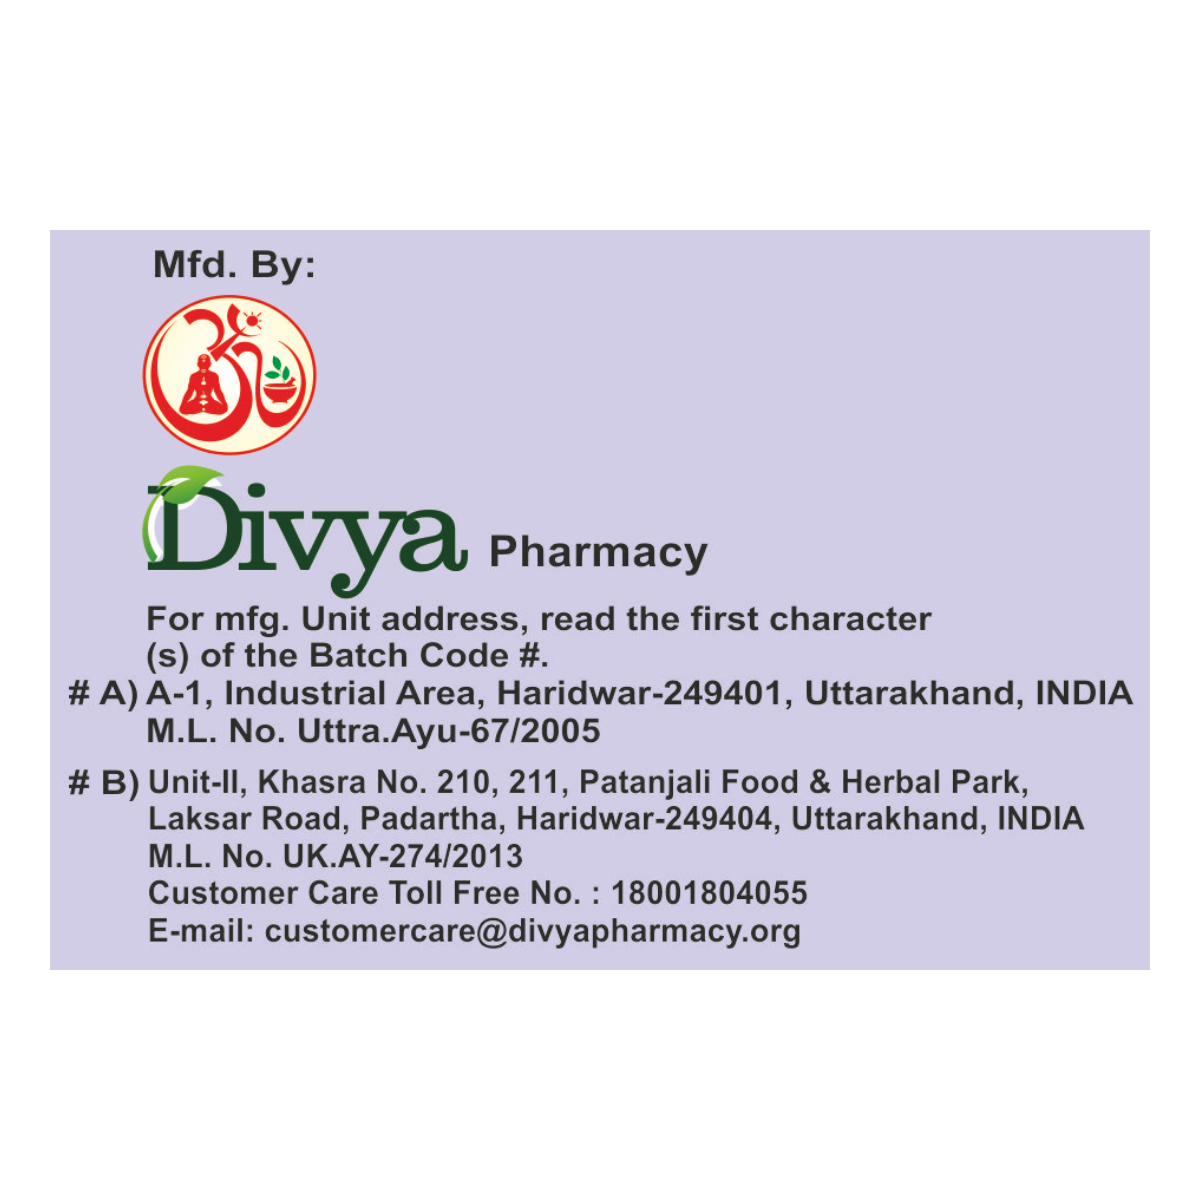 Mfd. By:
Divya Pharmacy
For mfg. Unit address, read the first character
(s) of the Batch Code #.
# A) A-1, Industrial Area, Haridwar-249401, Uttarakhand, INDIA
M.L. No. Uttra.Ayu-67/2005
# B) Unit-II, Khasra No. 210, 211, Patanjali Food & Herbal Park,
Laksar Road, Padartha, Haridwar-249404, Uttarakhand, INDIA
M.L. No. UK.AY-274/2013
Customer Care Toll Free No. : 18001804055
E-mail: customercare@divyapharmacy.org